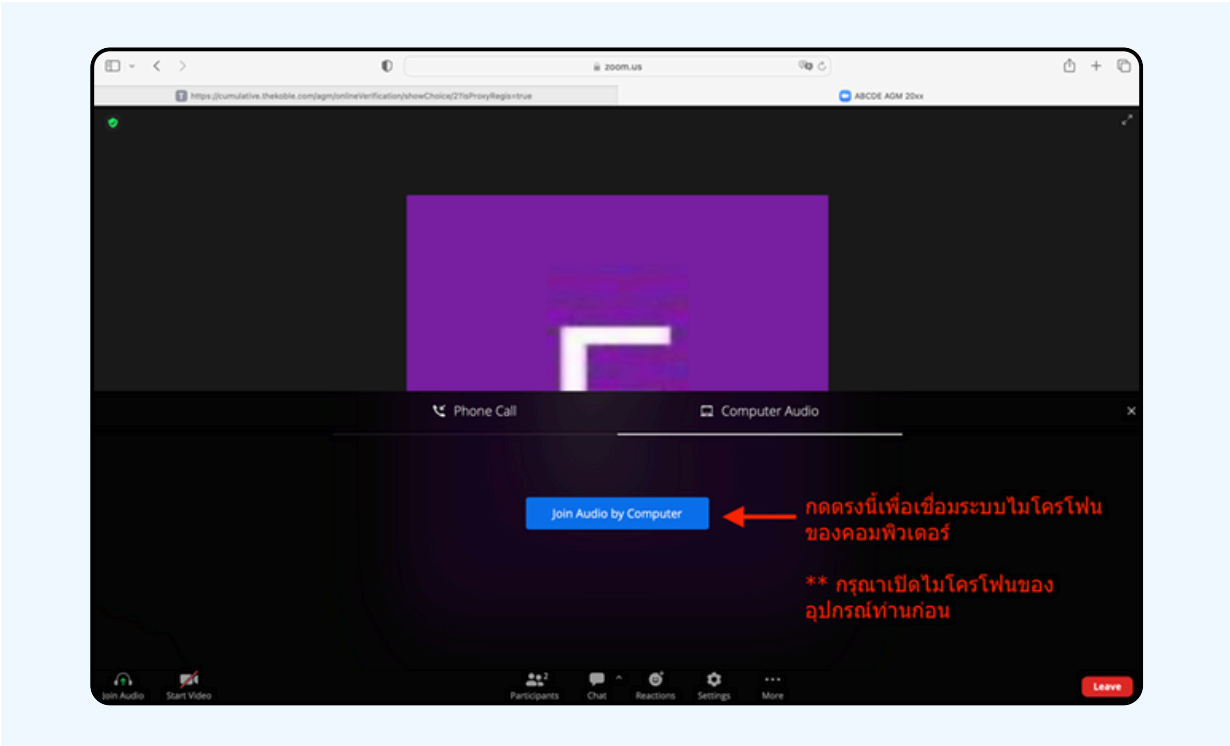 zoom.us
https://cumulative.thekoble.com/agm/onlineVerification/showChoice/2?isProxyRegis=true
ABCDE AGM 20xx
Phone Call
Computer Audio
Join Audio by Computer
กดตรงนี้เพื่อเชื่อมระบบไมโครโฟน
ของคอมพิวเตอร์
** กรุณาเปิดไมโครโฟนของ
อุปกรณ์ท่านก่อน
Join Audio
Start Video
2
Participants
Chat
Reactions
Settings
More
Leave